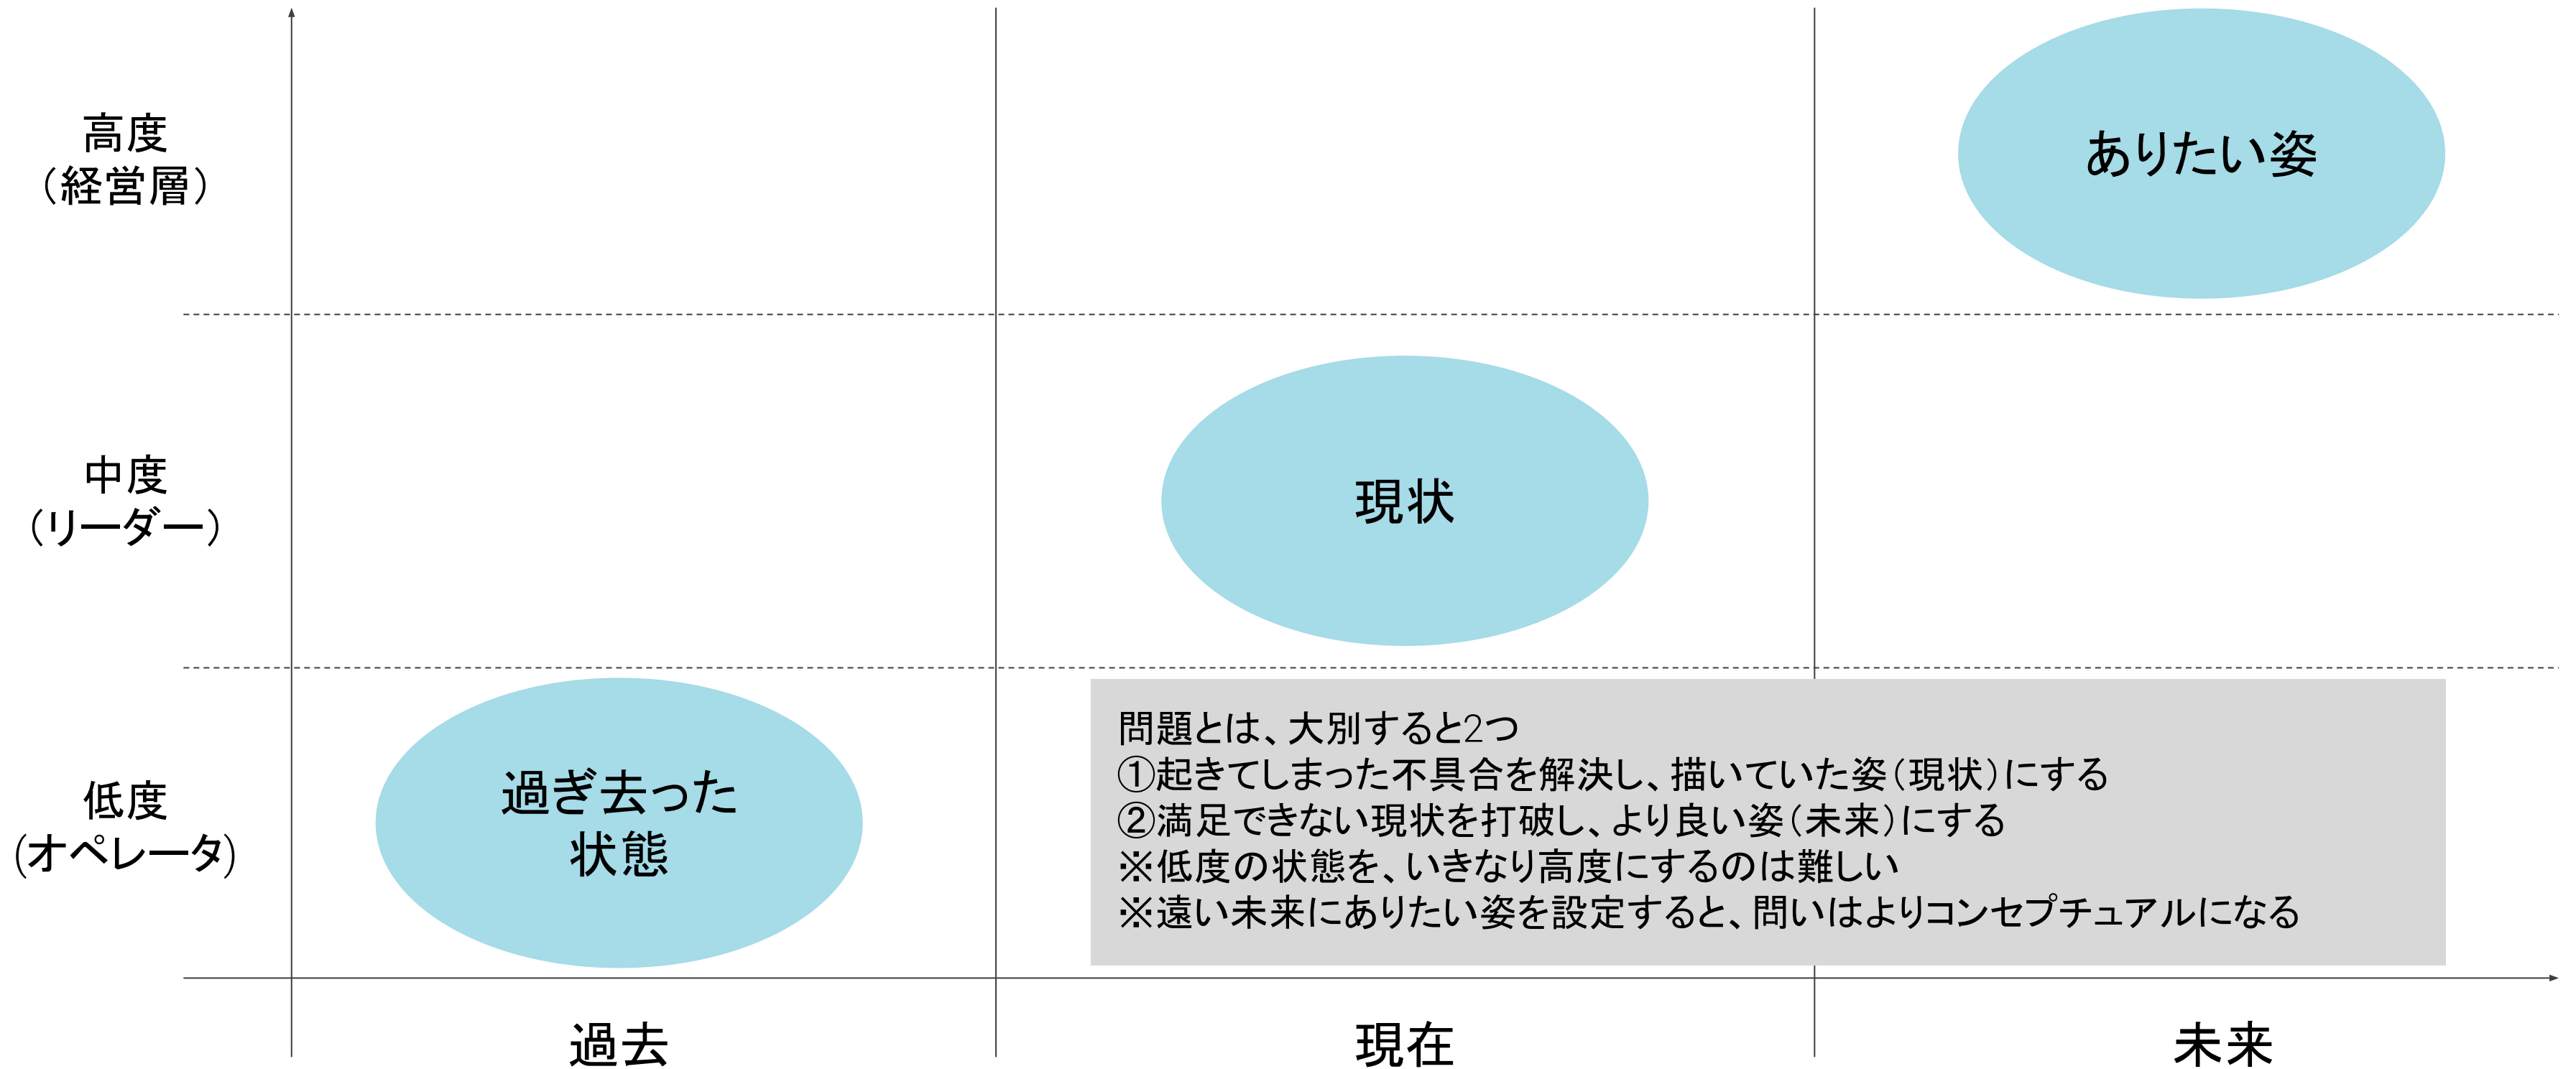 高度
（経営層）
ありたい姿
中度
（リーダー）
現状
低度
(オペレータ)
過ぎ去った
状態
問題とは、大別すると2つ
①起きてしまった不具合を解決し、描いていた姿（現状）にする
②満足できない現状を打破し、より良い姿（未来）にする
※低度の状態を、いきなり高度にするのは難しい
※遠い未来にありたい姿を設定すると、問いはよりコンセプチュアルになる
過去
現在
未来